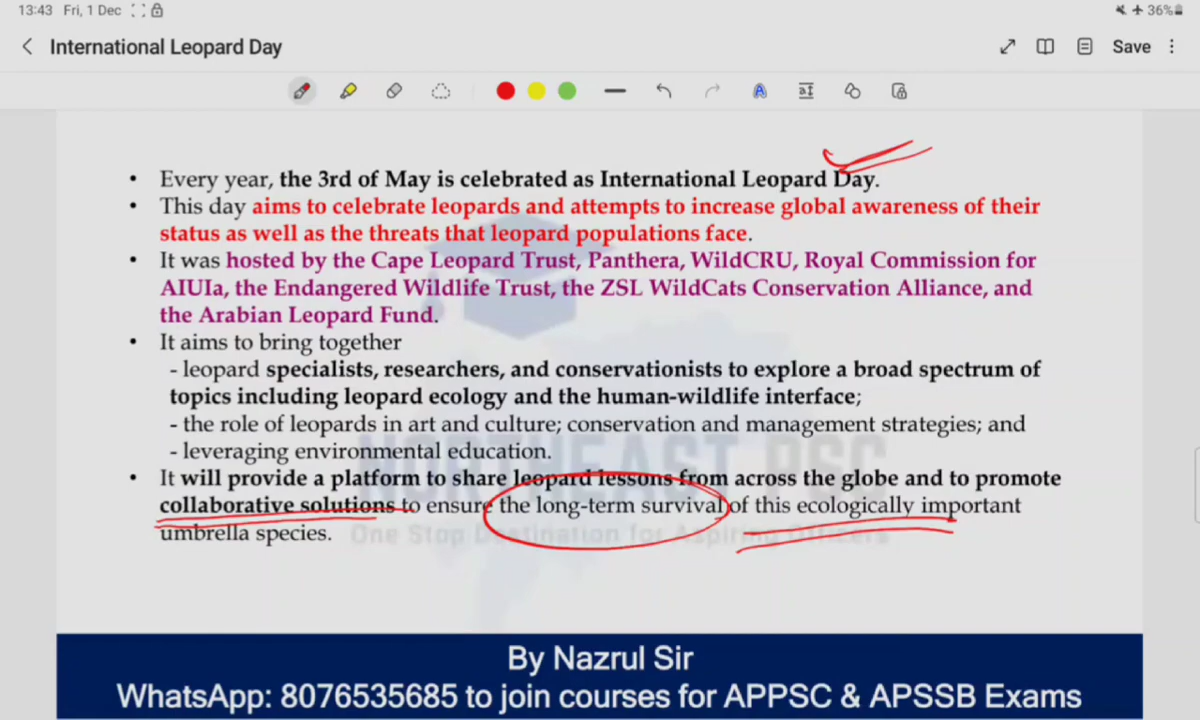 13:43 Fri, 1 Dec
36%
International Leopard Day
Save
• Every year, the 3rd of May is celebrated as International Leopard Day.
• This day aims to celebrate leopards and attempts to increase global awareness of their
status as well as the threats that leopard populations face.
• It was hosted by the Cape Leopard Trust, Panthera, WildCRU, Royal Commission for
AIUIa, the Endangered Wildlife Trust, the ZSL WildCats Conservation Alliance, and
the Arabian Leopard Fund.
• It aims to bring together
- leopard specialists, researchers, and conservationists to explore a broad spectrum of
topics including leopard ecology and the human-wildlife interface;
- the role of leopards in art and culture; conservation and management strategies; and
- leveraging environmental education.
NORTHEAST PSC
• It will provide a platform to share leopard lessons from across the globe and to promote
collaborative solutions to ensure the long-term survival of this ecologically important
umbrella species.
One Stop Destination for Aspiring Officers
By Nazrul Sir
WhatsApp: 8076535685 to join courses for APPSC & APSSB Exams